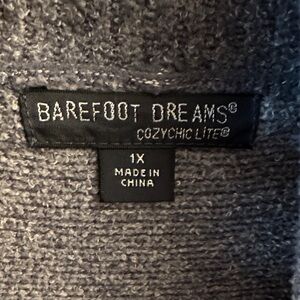 BAREFOOT DREAMS®
COZYCHIC LITE®
1X
MADE IN
CHINA